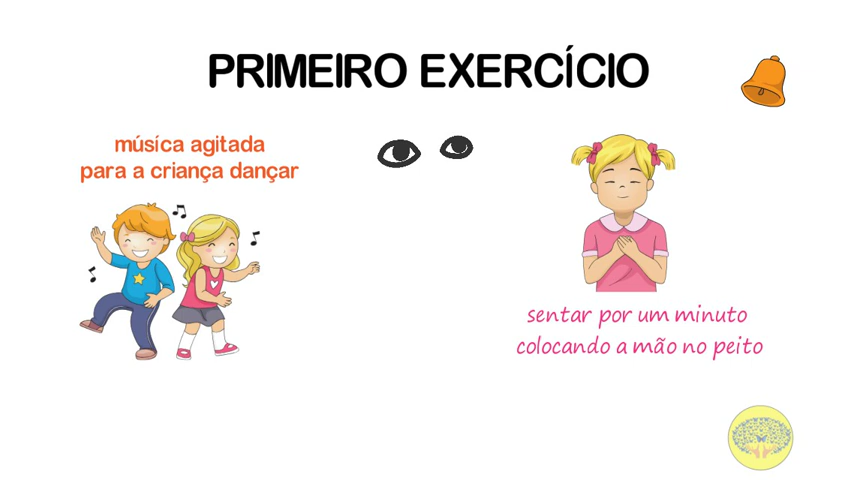 PRIMEIRO EXERCÍCIO
músíca agitada
para a criança dançar
sentar por um minuto
colocando a mão no peito